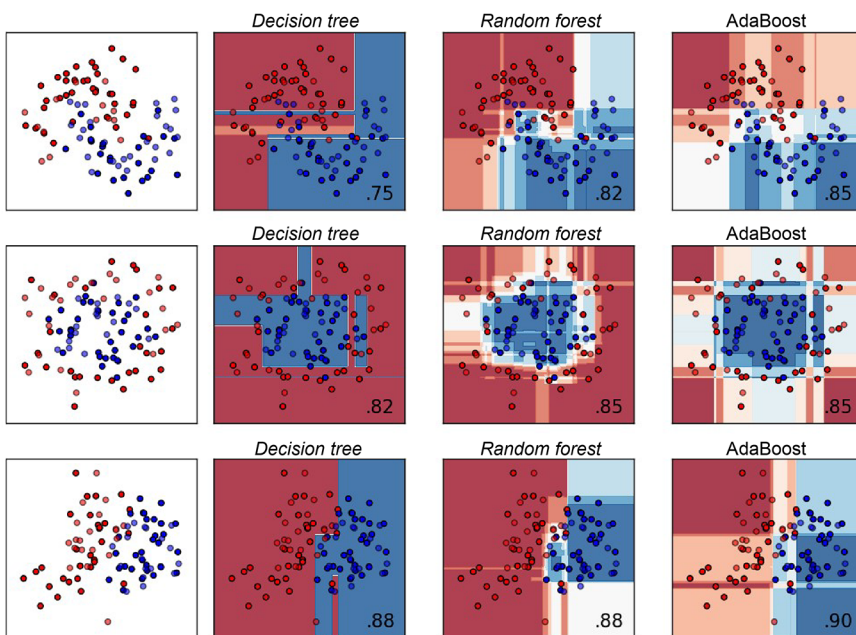 Decision tree
Random forest
AdaBoost
.75
.82
.85
Decision tree
Random forest
AdaBoost
.82
.85
.85
Decision tree
Random forest
AdaBoost
.88
.88
.90